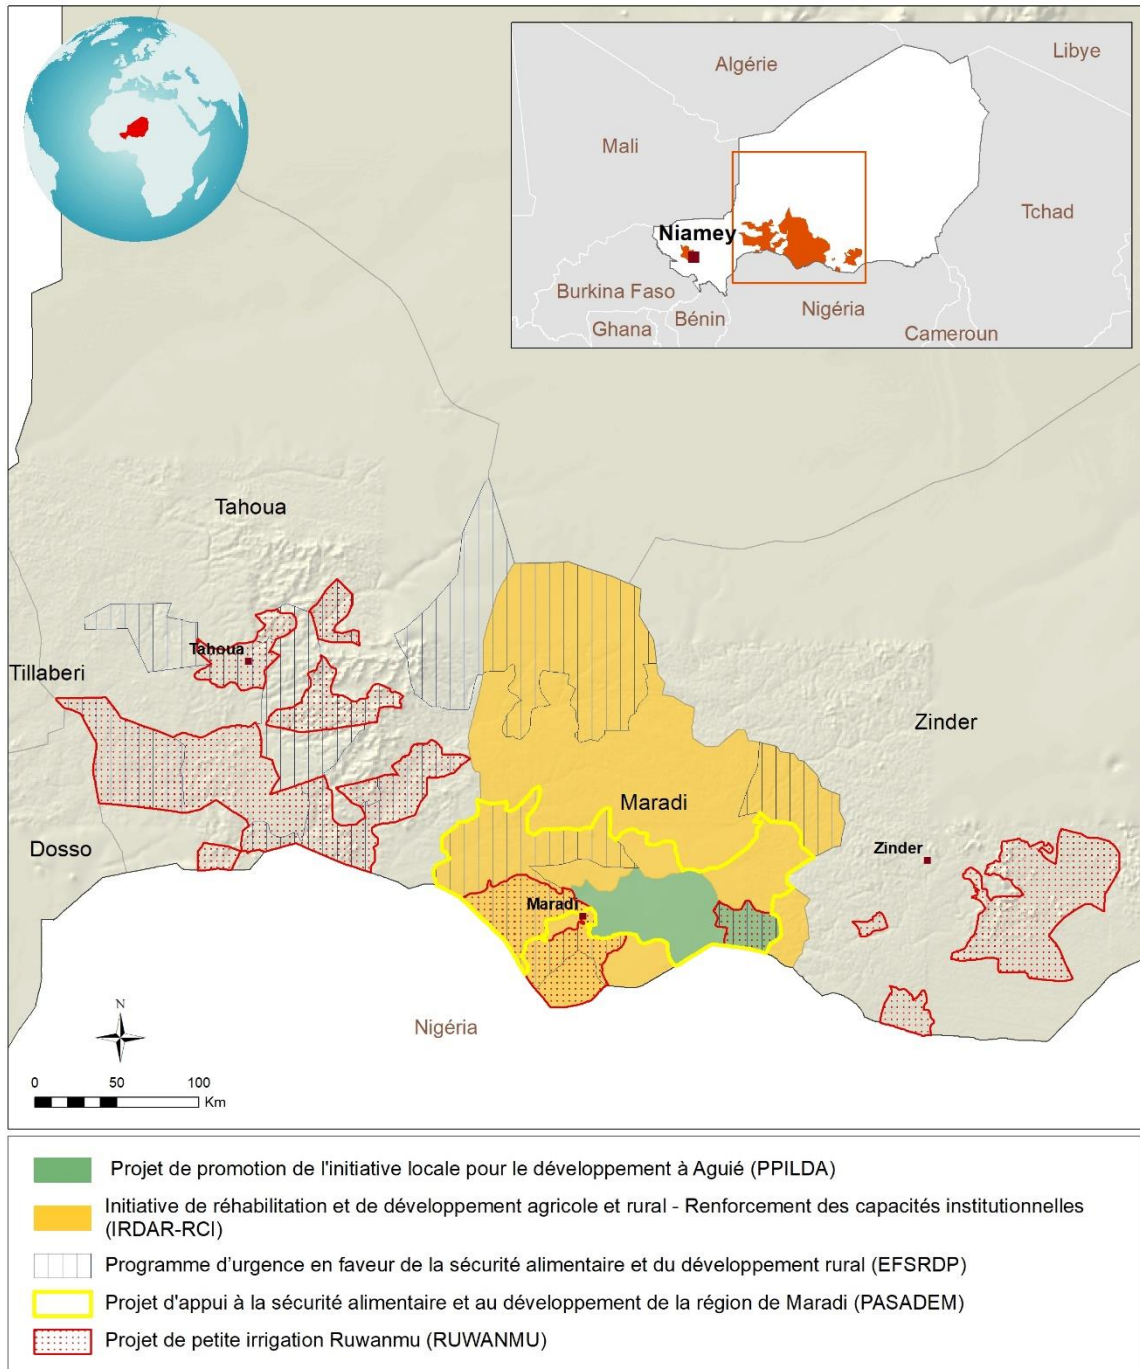 Algérie
Libye
Mali
Tchad
Niamey
Burkina Faso
Bénin
Nigéria
Ghana
Cameroun
Tahoua
Tahoua
Tillaberi
Zinder
Maradi
Dosso
Zinder
Maradi
N
Nigéria
0 50 100
Km
Projet de promotion de l'initiative locale pour le développement à Aguié (PPILDA)
Initiative de réhabilitation et de développement agricole et rural - Renforcement des capacités institutionnelles
(IRDAR-RCI)
Programme d'urgence en faveur de la sécurité alimentaire et du développement rural (EFSRDP)
Projet d'appui à la sécurité alimentaire et au développement de la région de Maradi (PASADEM)
Projet de petite irrigation Ruwanmu (RUWANMU)